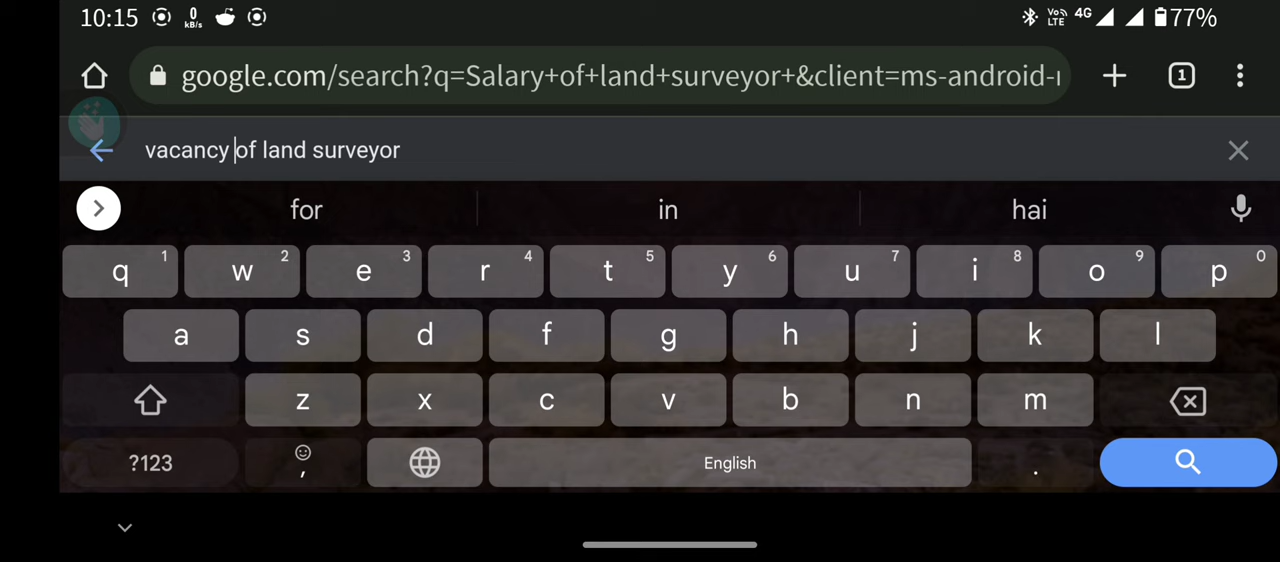 10:15 0 kB/s Vo)) LTE 4G 77%
google.com/search?q=Salary+of+land+surveyor+&client=ms-android-
1
vacancy of land surveyor
for in hai
q 1 w 2 e 3 r 4 t 5 y 6 u 7 i 8 o 9 p 0
a s d f g h j k l
z x c v b n m
?123 , English .